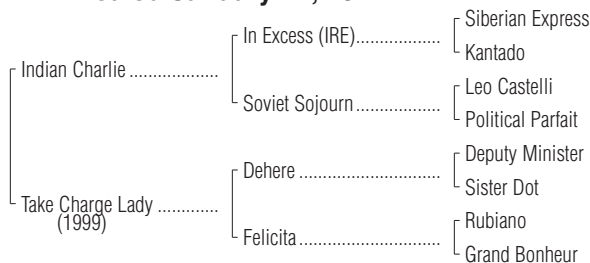 Siberian Express
In Excess (IRE)..................
Kantado
Indian Charlie ...................
Leo Castelli
Soviet Sojourn ..................
Political Parfait
Deputy Minister
Dehere ..............................
Sister Dot
Take Charge Lady .............
(1999)
Rubiano
Felicita ..............................
Grand Bonheur